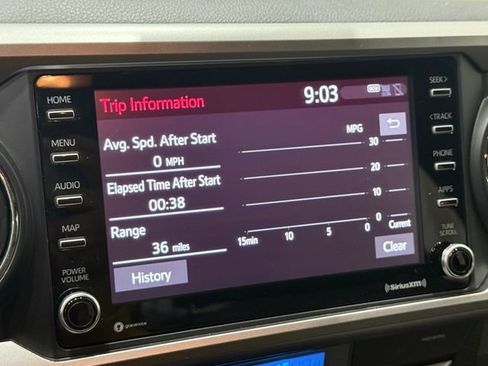 HOME
MENU
AUDIO
MAP
POWER
VOLUME
gracenote
Trip Information
9:03
DCM
Avg. Spd. After Start
0 MPH
Elapsed Time After Start
00:38
Range
36 miles
History
MPG
30
20
10
0
15min 10 5 0 Current
Clear
SEEK>
<TRACK
PHONE
APPS
TUNE
SCROLL
SiriusXM